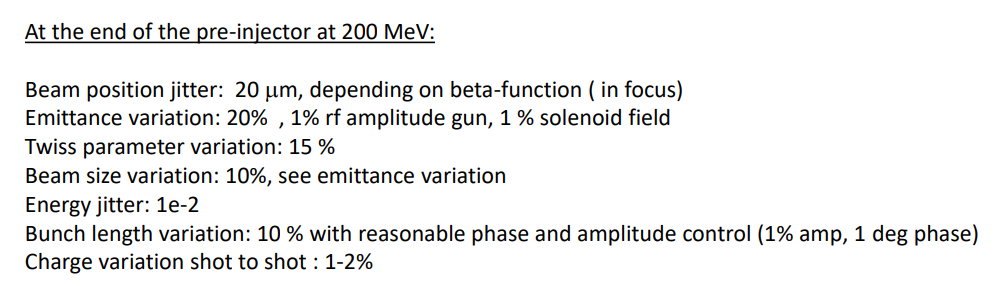 At the end of the pre-injector at 200 MeV:
Beam position jitter:  20 μm, depending on beta-function ( in focus)
Emittance variation: 20%  , 1% rf amplitude gun, 1 % solenoid field
Twiss parameter variation: 15 %
Beam size variation: 10%, see emittance variation
Energy jitter: 1e-2
Bunch length variation: 10 % with reasonable phase and amplitude control (1% amp, 1 deg phase)
Charge variation shot to shot : 1-2%